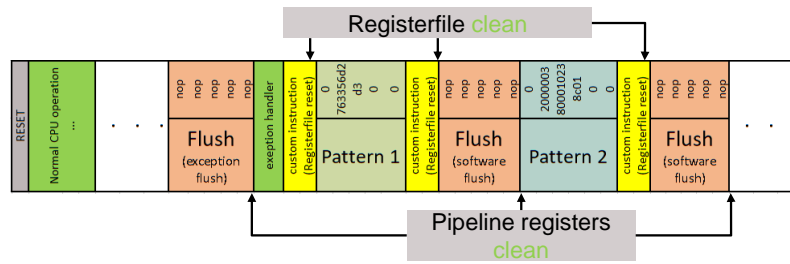 Registerfile clean
RESET
Normal CPU operation
...
. . .
nop
nop
nop
nop
nop
Flush
(exception
flush)
exeption handler
custom instruction
(Registerfile reset)
0
763356d2
d3
0
0
Pattern 1
custom instruction
(Registerfile reset)
nop
nop
nop
nop
nop
Flush
(software
flush)
0
2000003
80001023
8c01
0
0
Pattern 2
custom instruction
(Registerfile reset)
nop
nop
nop
nop
nop
Flush
(software
flush)
. .
Pipeline registers
clean